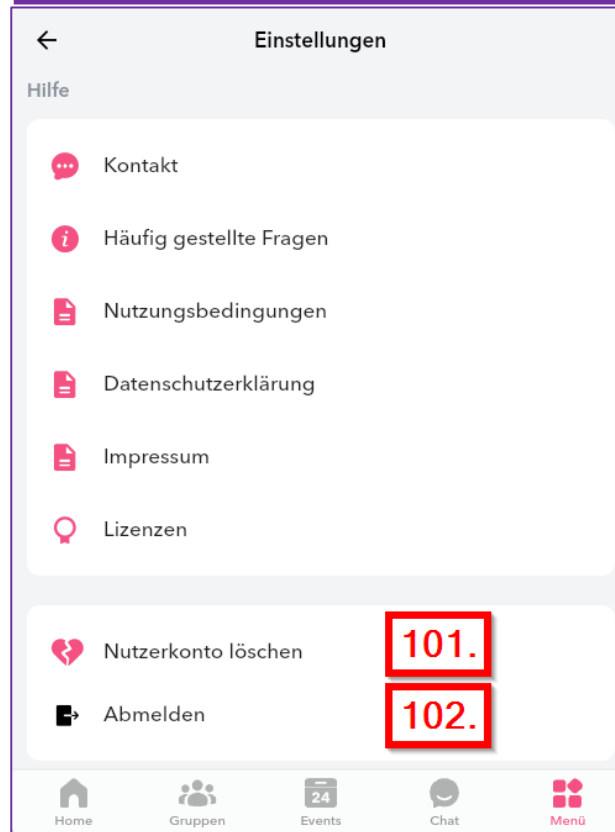 Einstellungen
Hilfe
Kontakt
i
Häufig gestellte Fragen
Nutzungsbedingungen
Datenschutzerklärung
Impressum
Lizenzen
Nutzerkonto löschen 101.
Abmelden 102.
24
Home Gruppen Events Chat Menü